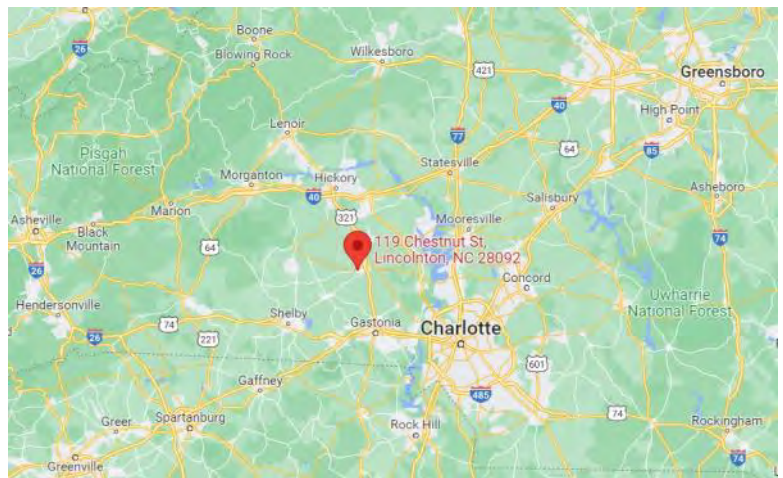 Boone
26
Blowing Rock
Wilkesboro
421
Greensboro
40
High Point
Lenoir
77
85
Pisgah
National Forest
Statesville
64
Morganton
Hickory
40
Asheboro
Marion
321
Salisbury
Asheville
Black
Mountain
Mooresville
74
64
119 Chestnut St,
Lincolnton, NC 28092
26
Concord
Hendersonville
Uwharrie
National Forest
74
Shelby
26
221
Gastonia
Charlotte
601
Gaffney
485
Spartanburg
74
Greer
Rock Hill
Rockingham
Greenville
74